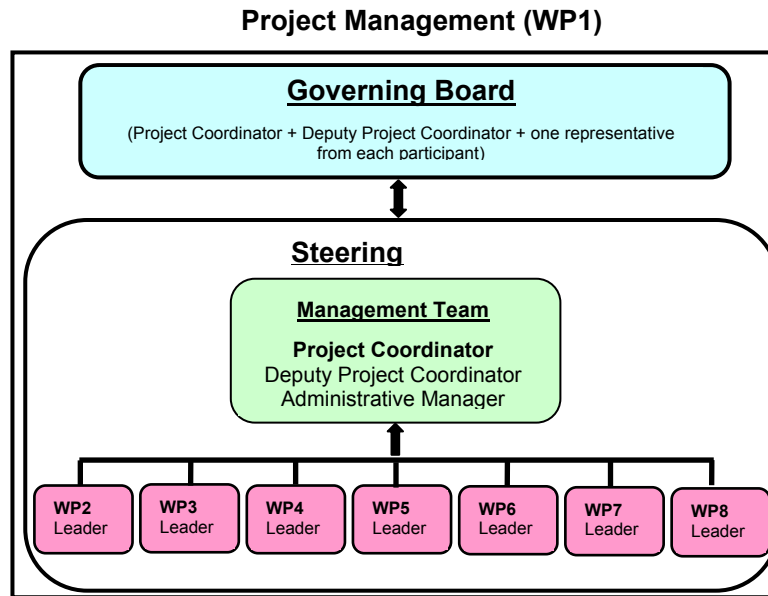 Project Management (WP1)
Governing Board
(Project Coordinator + Deputy Project Coordinator + one representative
from each participant)
Steering
Management Team
Project Coordinator
Deputy Project Coordinator
Administrative Manager
WP2
Leader
WP3
Leader
WP4
Leader
WP5
Leader
WP6
Leader
WP7
Leader
WP8
Leader